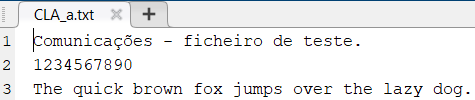 CLA_a.txt
1 Comunicações - ficheiro de teste.
2 1234567890
3 The quick brown fox jumps over the lazy dog.